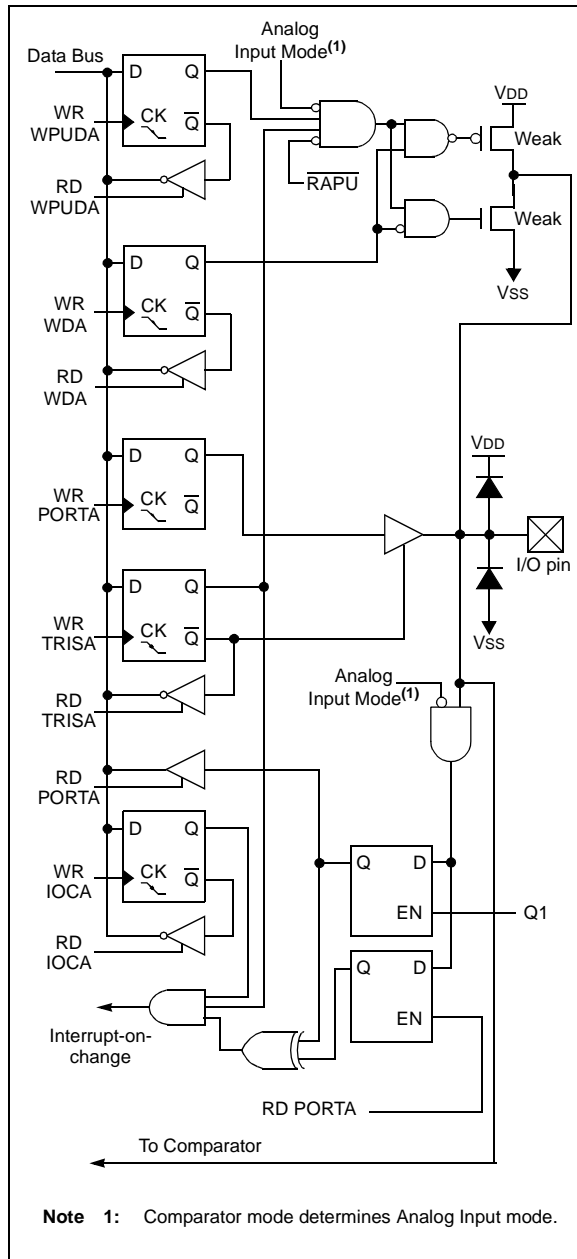 Analog
Input Mode(1)
Data Bus
D Q
VDD
WR
WPUDA
CK Q
Weak
RD
WPUDA
RAPU
Weak
D Q
VSS
WR
WDA
CK Q
RD
WDA
D Q
VDD
WR
PORTA
CK Q
I/O pin
D Q
WR
TRISA
CK Q
VSS
Analog
Input Mode(1)
RD
TRISA
RD
PORTA
D Q
WR
IOCA
CK Q
Q D
EN
Q1
RD
IOCA
Q D
EN
Interrupt-on-
change
RD PORTA
To Comparator
Note 1: Comparator mode determines Analog Input mode.